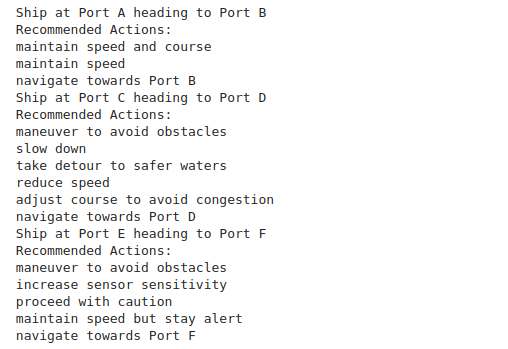 Ship at Port A heading to Port B
Recommended Actions:
maintain speed and course
maintain speed
navigate towards Port B
Ship at Port C heading to Port D
Recommended Actions:
maneuver to avoid obstacles
slow down
take detour to safer waters
reduce speed
adjust course to avoid congestion
navigate towards Port D
Ship at Port E heading to Port F
Recommended Actions:
maneuver to avoid obstacles
increase sensor sensitivity
proceed with caution
maintain speed but stay alert
navigate towards Port F